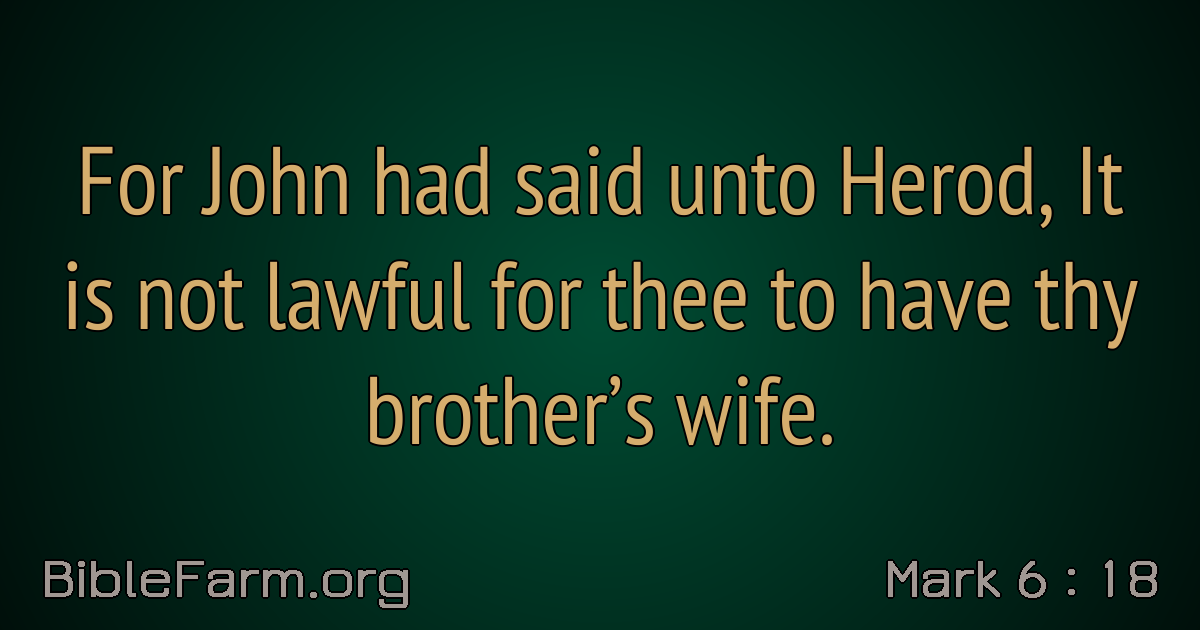 For John had said unto Herod, It
is not lawful for thee to have thy
brother’s wife.
BibleFarm.org
Mark 6 : 18